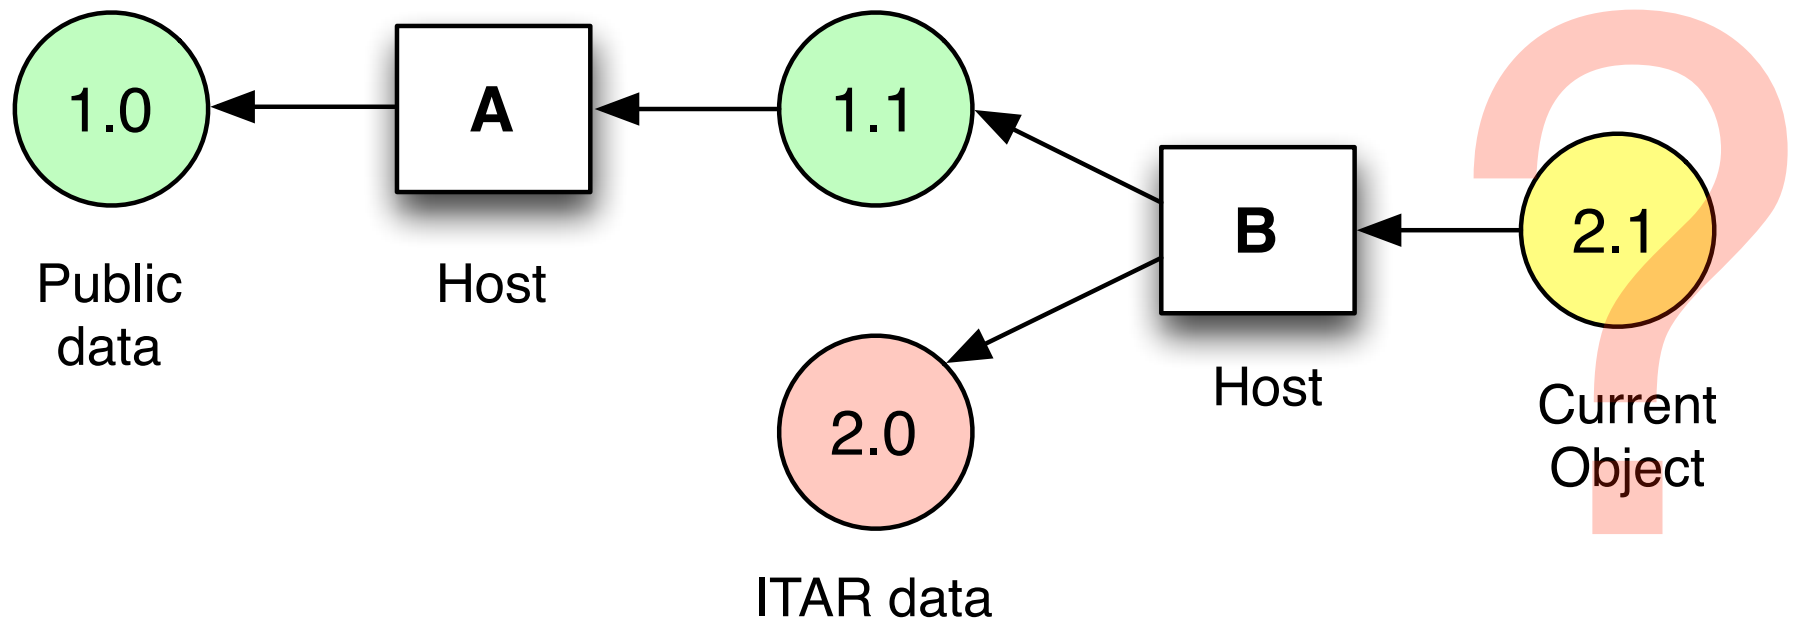 1.0
A
1.1
B
2.1
2.0
Public
data
Host
Host
Current
Object
ITAR data
?